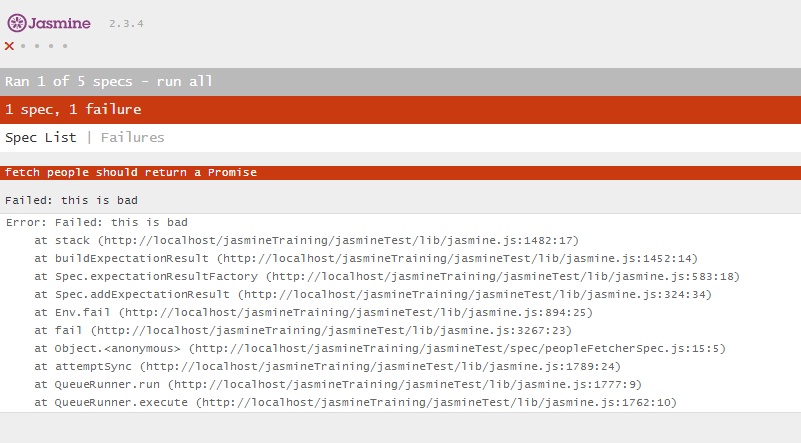 Jasmine 2.3.4
× • • • •
Ran 1 of 5 specs - run all
1 spec, 1 failure
Spec List | Failures
fetch people should return a Promise
Failed: this is bad
Error: Failed: this is bad
at stack (http://localhost/jasmineTraining/jasmineTest/lib/jasmine.js:1482:17)
at buildExpectationResult (http://localhost/jasmineTraining/jasmineTest/lib/jasmine.js:1452:14)
at Spec.expectationResultFactory (http://localhost/jasmineTraining/jasmineTest/lib/jasmine.js:583:18)
at Spec.addExpectationResult (http://localhost/jasmineTraining/jasmineTest/lib/jasmine.js:324:34)
at Env.fail (http://localhost/jasmineTraining/jasmineTest/lib/jasmine.js:894:25)
at fail (http://localhost/jasmineTraining/jasmineTest/lib/jasmine.js:3267:23)
at Object.<anonymous> (http://localhost/jasmineTraining/jasmineTest/spec/peopleFetcherSpec.js:15:5)
at attemptSync (http://localhost/jasmineTraining/jasmineTest/lib/jasmine.js:1789:24)
at QueueRunner.run (http://localhost/jasmineTraining/jasmineTest/lib/jasmine.js:1777:9)
at QueueRunner.execute (http://localhost/jasmineTraining/jasmineTest/lib/jasmine.js:1762:10)